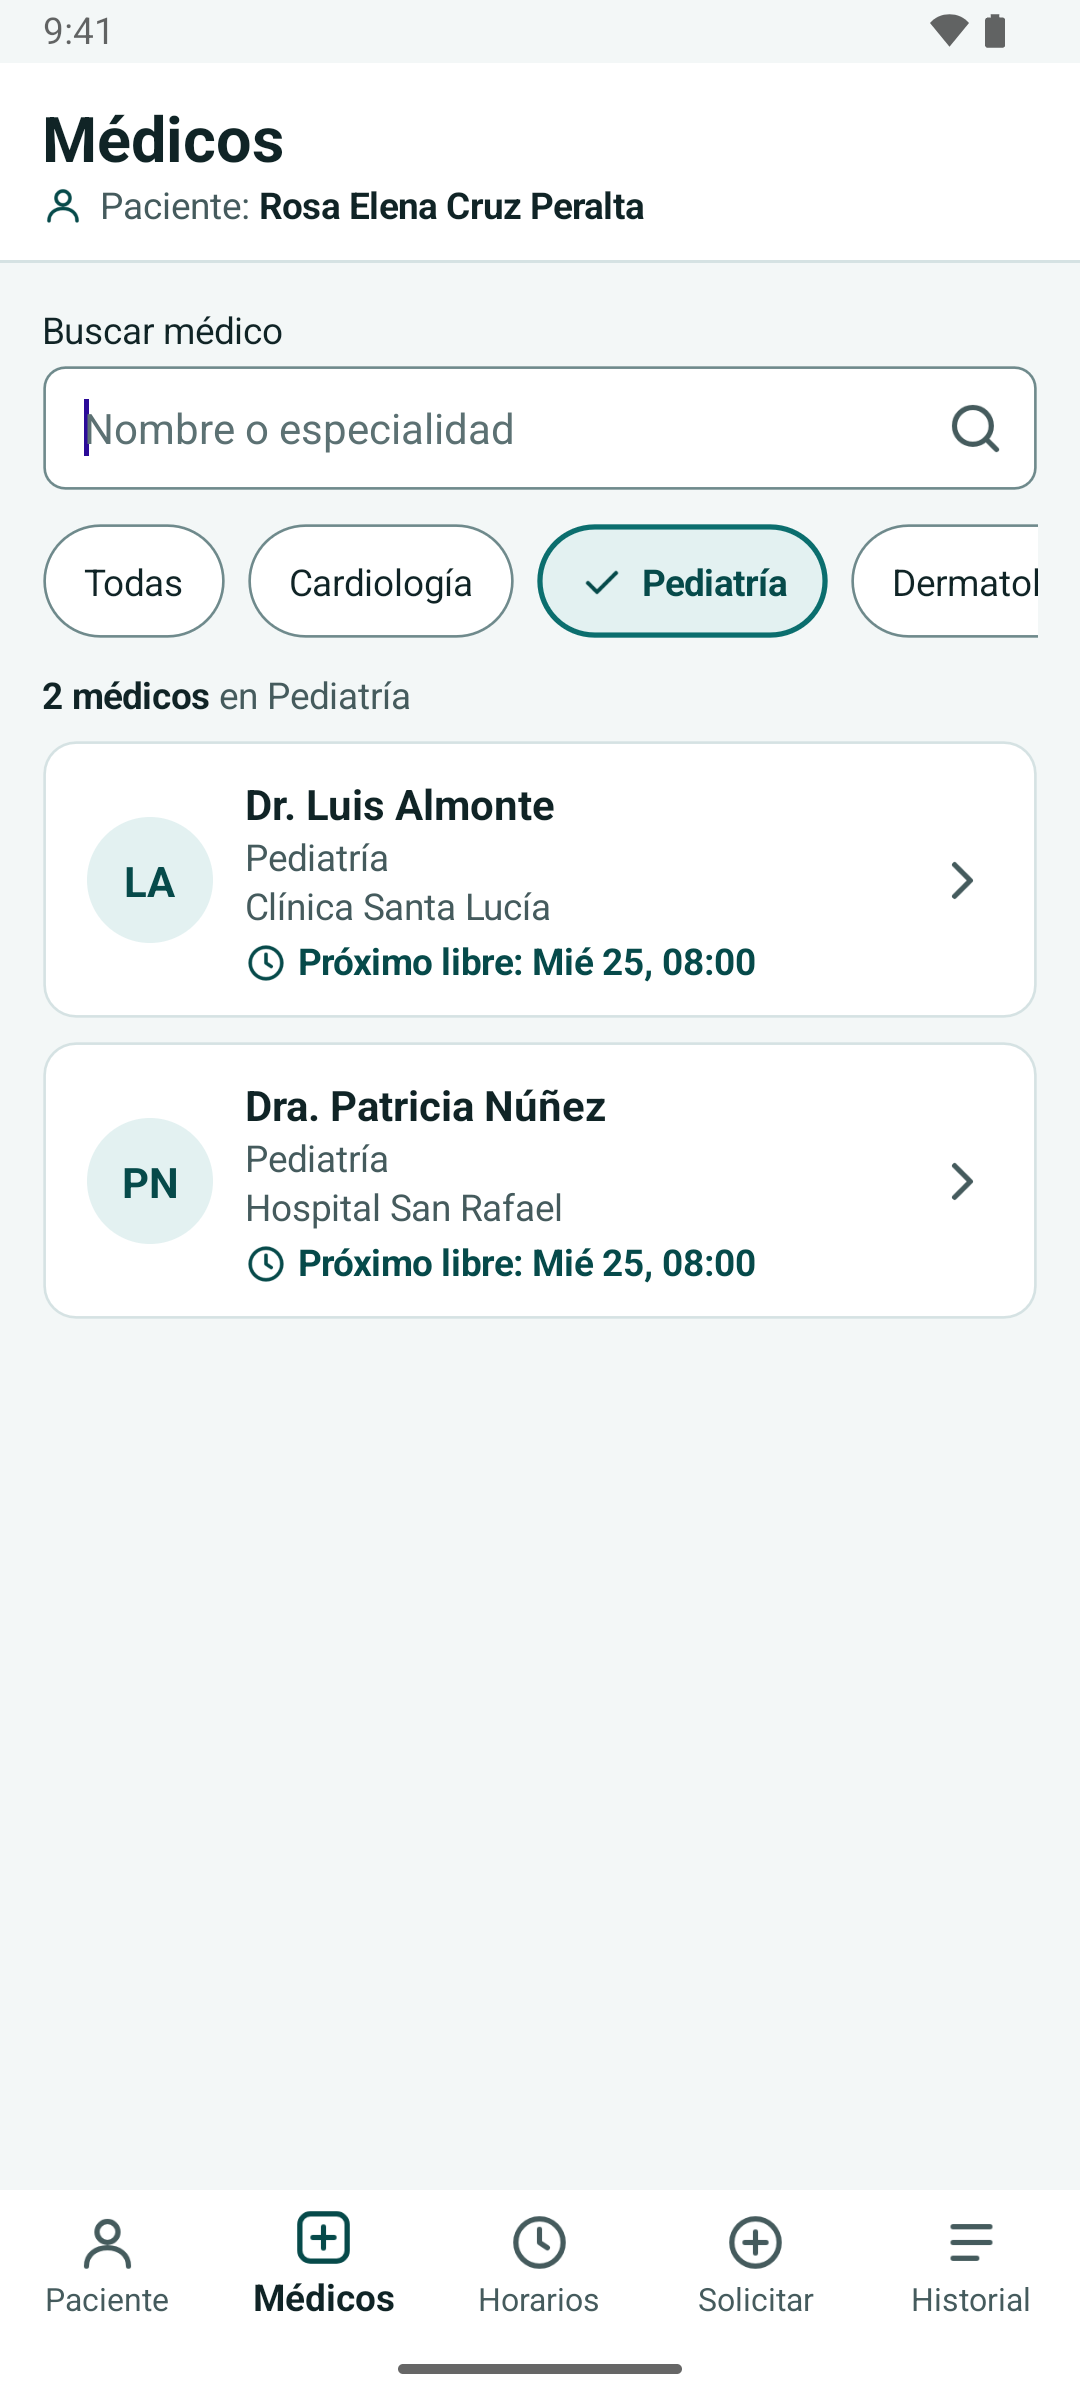 9:41
Médicos
Paciente: Rosa Elena Cruz Peralta
Buscar médico
Nombre o especialidad
Todas
Cardiología
Pediatría
Dermatol
2 médicos en Pediatría
LA
Dr. Luis Almonte
Pediatría
Clínica Santa Lucía
Próximo libre: Mié 25, 08:00
PN
Dra. Patricia Núñez
Pediatría
Hospital San Rafael
Próximo libre: Mié 25, 08:00
Paciente
Médicos
Horarios
Solicitar
Historial